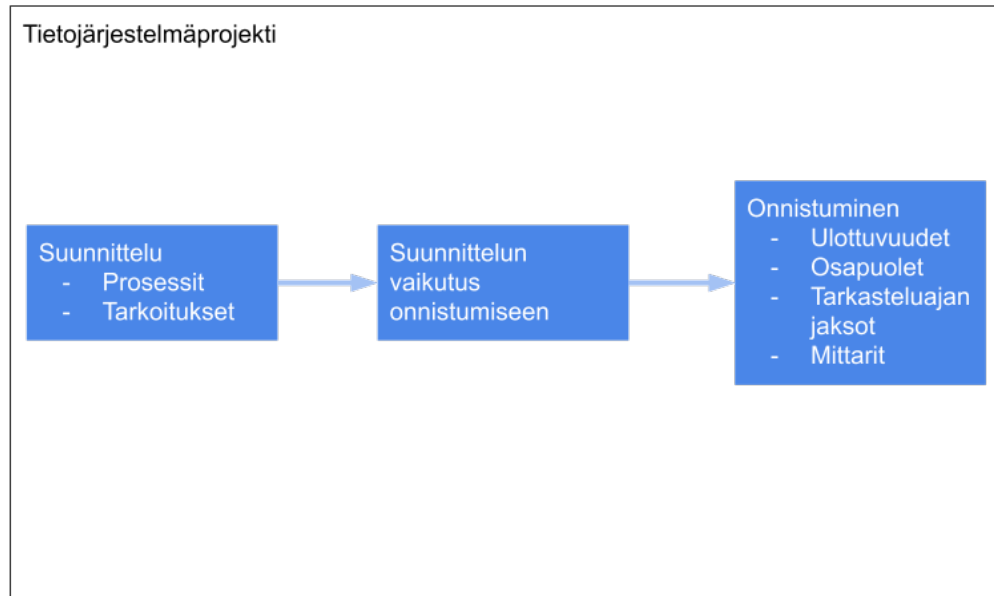 Tietojärjestelmäprojekti
Suunnittelu
- Prosessit
- Tarkoitukset
Suunnittelun
vaikutus
onnistumiseen
Onnistuminen
- Ulottuvuudet
- Osapuolet
- Tarkasteluajan
jaksot
- Mittarit